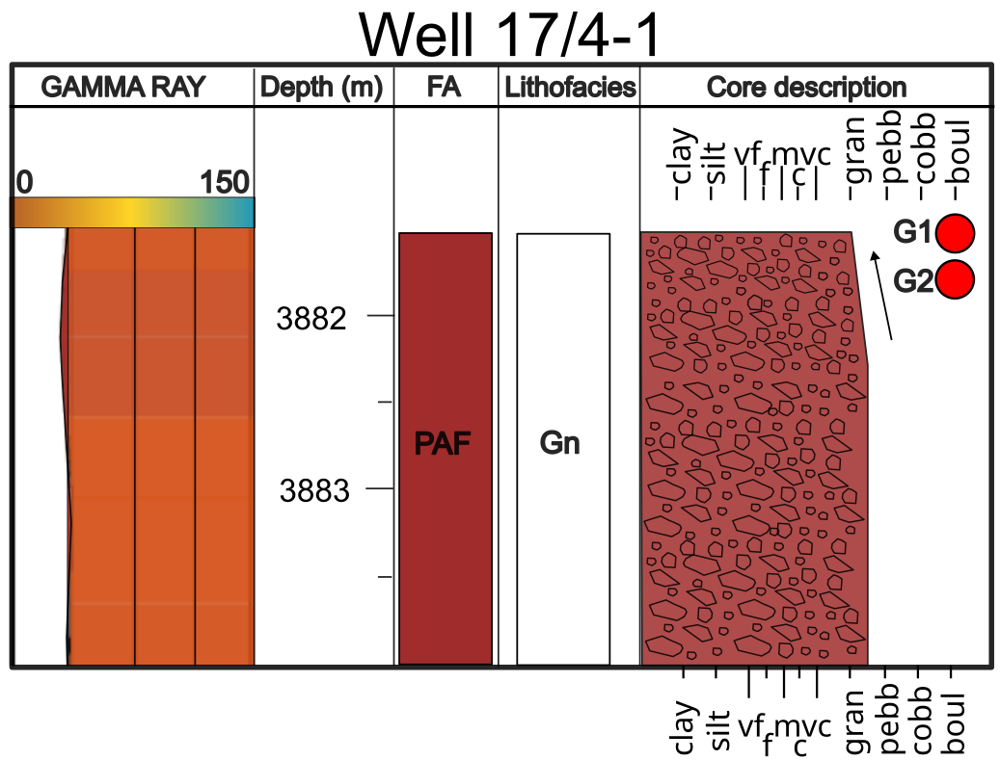 Well 17/4-1
GAMMA RAY Depth (m) FA Lithofacies Core description
clay silt vf f m c vc gran pebb cobb boul
0 150
G1
G2
3882
PAF Gn
3883
clay silt vf f m c vc gran pebb cobb boul